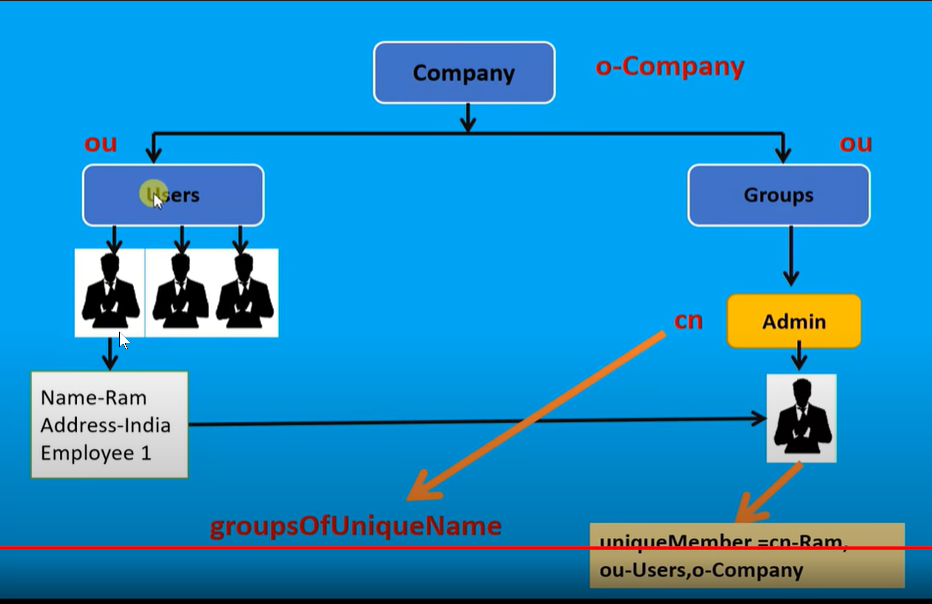 Company
o-Company
ou
ou
Users
Groups
cn
Admin
Name-Ram
Address-India
Employee 1
groupsOfUniqueName
uniqueMember =cn-Ram,
ou-Users,o-Company